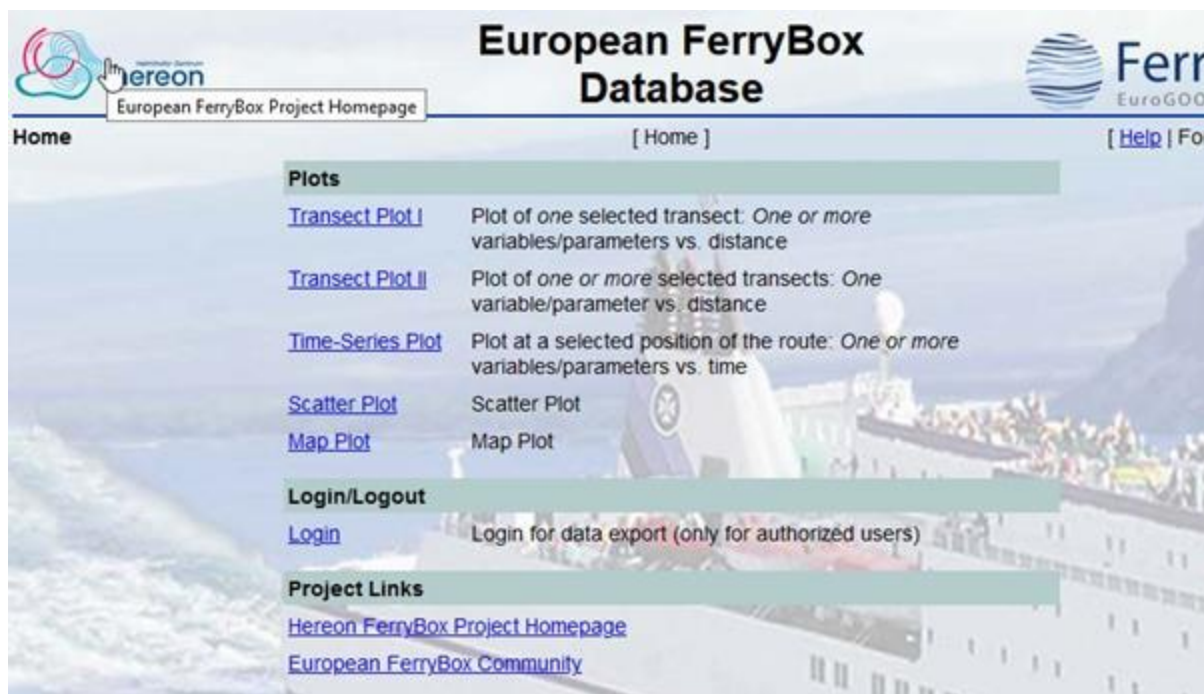 European FerryBox
Database
hereon
European FerryBox Project Homepage
Ferr
EuroGOO
Home
[ Home ]
[ Help | Fo
Plots
Transect Plot I
Plot of one selected transect: One or more
variables/parameters vs. distance
Transect Plot II
Plot of one or more selected transects: One
variable/parameter vs. distance
Time-Series Plot
Plot at a selected position of the route: One or more
variables/parameters vs. time
Scatter Plot
Scatter Plot
Map Plot
Map Plot
Login/Logout
Login
Login for data export (only for authorized users)
Project Links
Hereon FerryBox Project Homepage
European FerryBox Community